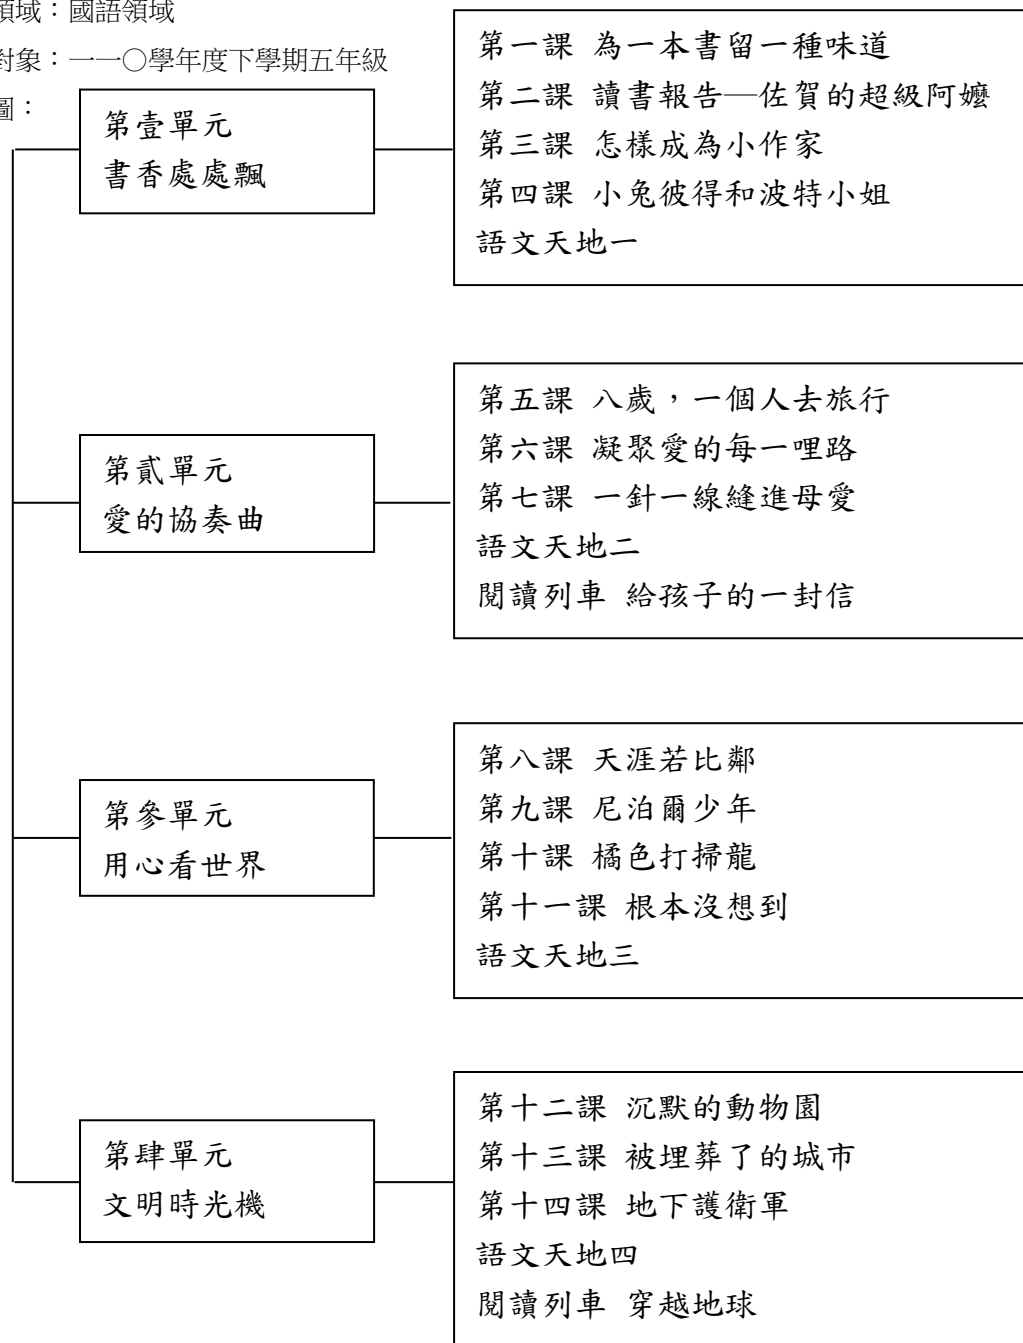 領域：國語領域
對象：一一○學年度下學期五年級
圖：
第壹單元
書香處處飄
第一課 為一本書留一種味道
第二課 讀書報告─佐賀的超級阿嬤
第三課 怎樣成為小作家
第四課 小兔彼得和波特小姐
語文天地一
第貳單元
愛的協奏曲
第五課 八歲，一個人去旅行
第六課 凝聚愛的每一哩路
第七課 一針一線縫進母愛
語文天地二
閱讀列車 給孩子的一封信
第參單元
用心看世界
第八課 天涯若比鄰
第九課 尼泊爾少年
第十課 橘色打掃龍
第十一課 根本沒想到
語文天地三
第肆單元
文明時光機
第十二課 沉默的動物園
第十三課 被埋葬了的城市
第十四課 地下護衛軍
語文天地四
閱讀列車 穿越地球